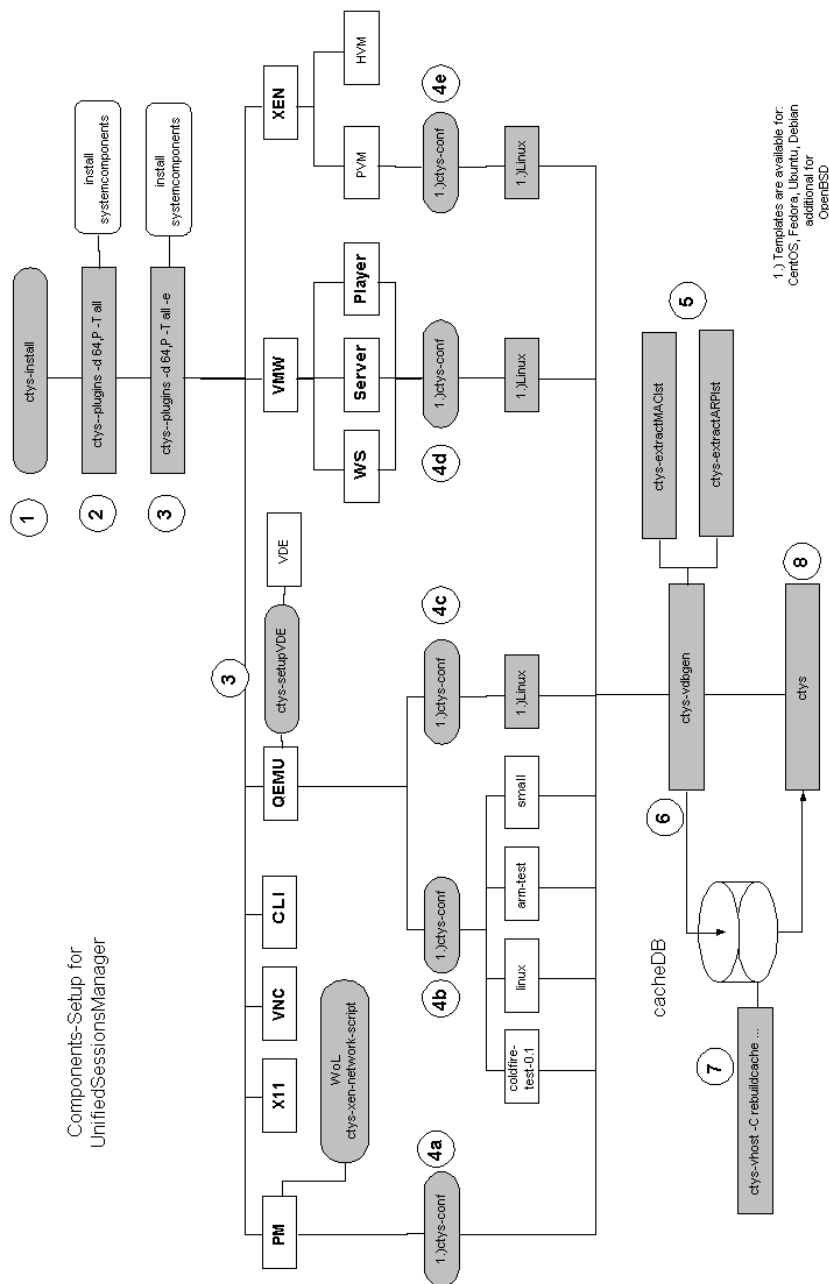 Components-Setup for
UnifiedSessionsManager
1
ctys-install
2
ctys--plugins -d 64,P -T all
install
systemcomponents
3
ctys--plugins -d 64,P -T all -e
install
systemcomponents
3
PM
X11
VNC
CLI
QEMU
ctys-setupVDE
VDE
VMW
XEN
WoL
ctys-xen-network-script
WS
Server
Player
PVM
HVM
4a
1.)ctys-conf
4b
1.)ctys-conf
4c
1.)ctys-conf
4d
1.)ctys-conf
4e
1.)ctys-conf
coldfire-
test-0.1
linux
arm-test
small
1.)Linux
1.)Linux
1.)Linux
cacheDB
6
ctys-vdbgen
ctys-extractMAClst
ctys-extractARPlst
5
7
ctys-vhost -C rebuildcache ...
ctys
8
1.) Templates are available for:
CentOS, Fedora, Ubuntu, Debian
additional for
OpenBSD